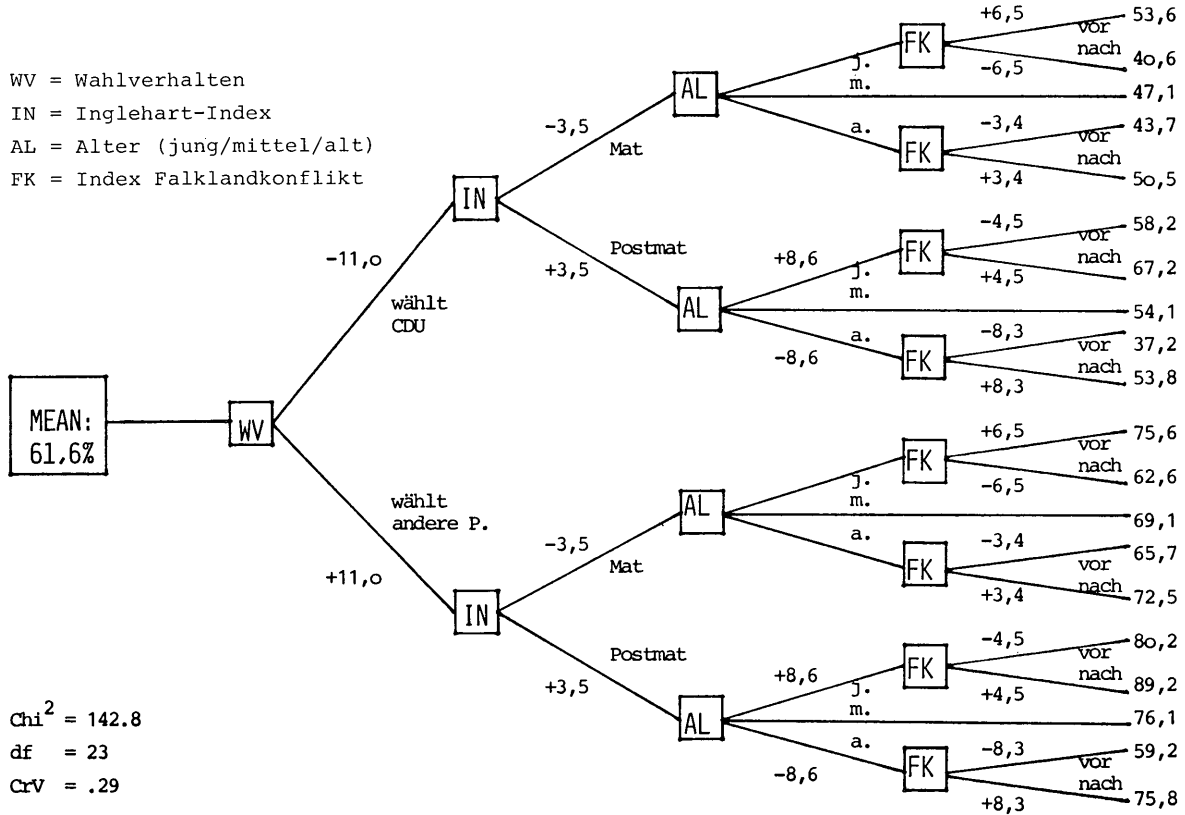 WV = Wahlverhalten
IN = Inglehart-Index
AL = Alter (jung/mittel/alt)
FK = Index Falklandkonflikt
MEAN:
61,6%
WV
-11,o
wählt
CDU
+11,o
wählt
andere P.
IN
-3,5
Mat
+3,5
Postmat
AL
j.
m.
a.
FK
+6,5
vor
53,6
-6,5
nach
4o,6
47,1
FK
-3,4
vor
43,7
+3,4
nach
5o,5
AL
+8,6
j.
m.
a.
-8,6
FK
-4,5
vor
58,2
+4,5
nach
67,2
54,1
FK
-8,3
vor
37,2
+8,3
nach
53,8
IN
-3,5
Mat
+3,5
Postmat
AL
j.
m.
a.
FK
+6,5
vor
75,6
-6,5
nach
62,6
69,1
FK
-3,4
vor
65,7
+3,4
nach
72,5
AL
+8,6
j.
m.
a.
-8,6
FK
-4,5
vor
8o,2
+4,5
nach
89,2
76,1
FK
-8,3
vor
59,2
+8,3
nach
75,8
Chi² = 142.8
df = 23
CrV = .29